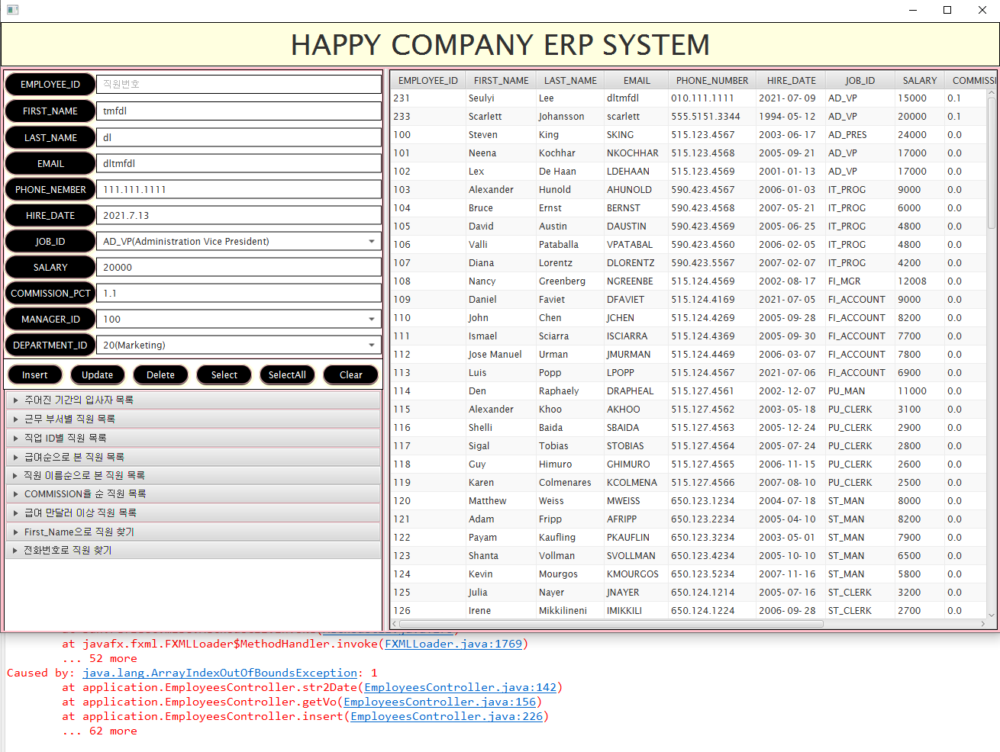 HAPPY COMPANY ERP SYSTEM
EMPLOYEE_ID 직원번호
FIRST_NAME tmfdl
LAST_NAME dl
EMAIL dltmfdl
PHONE_NEMBER 111.111.1111
HIRE_DATE 2021.7.13
JOB_ID AD_VP(Administration Vice President)
SALARY 20000
COMMISSION_PCT 1.1
MANAGER_ID 100
DEPARTMENT_ID 20(Marketing)
Insert Update Delete Select SelectAll Clear
주어진 기간의 입사자 목록
근무 부서별 직원 목록
직업 ID별 직원 목록
급여순으로 본 직원 목록
직원 이름순으로 본 직원 목록
COMMISSION율 순 직원 목록
급여 만달러 이상 직원 목록
First_Name으로 직원 찾기
전화번호로 직원 찾기
EMPLOYEE_ID FIRST_NAME LAST_NAME EMAIL PHONE_NUMBER HIRE_DATE JOB_ID SALARY COMMISSI
231 Seulyi Lee dltmfdl 010.111.1111 2021-07-09 AD_VP 15000 0.1
233 Scarlett Johansson scarlett 555.5151.3344 1994-05-12 AD_VP 20000 0.1
100 Steven King SKING 515.123.4567 2003-06-17 AD_PRES 24000 0.0
101 Neena Kochhar NKOCHHAR 515.123.4568 2005-09-21 AD_VP 17000 0.0
102 Lex De Haan LDEHAAN 515.123.4569 2001-01-13 AD_VP 17000 0.0
103 Alexander Hunold AHUNOLD 590.423.4567 2006-01-03 IT_PROG 9000 0.0
104 Bruce Ernst BERNST 590.423.4568 2007-05-21 IT_PROG 6000 0.0
105 David Austin DAUSTIN 590.423.4569 2005-06-25 IT_PROG 4800 0.0
106 Valli Pataballa VPATABAL 590.423.4560 2006-02-05 IT_PROG 4800 0.0
107 Diana Lorentz DLORENTZ 590.423.5567 2007-02-07 IT_PROG 4200 0.0
108 Nancy Greenberg NGREENBE 515.124.4569 2002-08-17 FI_MGR 12008 0.0
109 Daniel Faviet DFAVIET 515.124.4169 2021-07-05 FI_ACCOUNT 9000 0.0
110 John Chen JCHEN 515.124.4269 2005-09-28 FI_ACCOUNT 8200 0.0
111 Ismael Sciarra ISCIARRA 515.124.4369 2005-09-30 FI_ACCOUNT 7700 0.0
112 Jose Manuel Urman JMURMAN 515.124.4469 2006-03-07 FI_ACCOUNT 7800 0.0
113 Luis Popp LPOPP 515.124.4567 2021-07-06 FI_ACCOUNT 6900 0.0
114 Den Raphaely DRAPHEAL 515.127.4561 2002-12-07 PU_MAN 11000 0.0
115 Alexander Khoo AKHOO 515.127.4562 2003-05-18 PU_CLERK 3100 0.0
116 Shelli Baida SBAIDA 515.127.4563 2005-12-24 PU_CLERK 2900 0.0
117 Sigal Tobias STOBIAS 515.127.4564 2005-07-24 PU_CLERK 2800 0.0
118 Guy Himuro GHIMURO 515.127.4565 2006-11-15 PU_CLERK 2600 0.0
119 Karen Colmenares KCOLMENA 515.127.4566 2007-08-10 PU_CLERK 2500 0.0
120 Matthew Weiss MWEISS 650.123.1234 2004-07-18 ST_MAN 8000 0.0
121 Adam Fripp AFRIPP 650.123.2234 2005-04-10 ST_MAN 8200 0.0
122 Payam Kaufling PKAUFLIN 650.123.3234 2003-05-01 ST_MAN 7900 0.0
123 Shanta Vollman SVOLLMAN 650.123.4234 2005-10-10 ST_MAN 6500 0.0
124 Kevin Mourgos KMOURGOS 650.123.5234 2007-11-16 ST_MAN 5800 0.0
125 Julia Nayer JNAYER 650.124.1214 2005-07-16 ST_CLERK 3200 0.0
126 Irene Mikkilineni IMIKKILI 650.124.1224 2006-09-28 ST_CLERK 2700 0.0
at javafx.fxml.FXMLLoader$MethodHandler.invoke(FXMLLoader.java:1769)
... 52 more
Caused by: java.lang.ArrayIndexOutOfBoundsException: 1
at application.EmployeesController.str2Date(EmployeesController.java:142)
at application.EmployeesController.getVo(EmployeesController.java:156)
at application.EmployeesController.insert(EmployeesController.java:226)
... 62 more